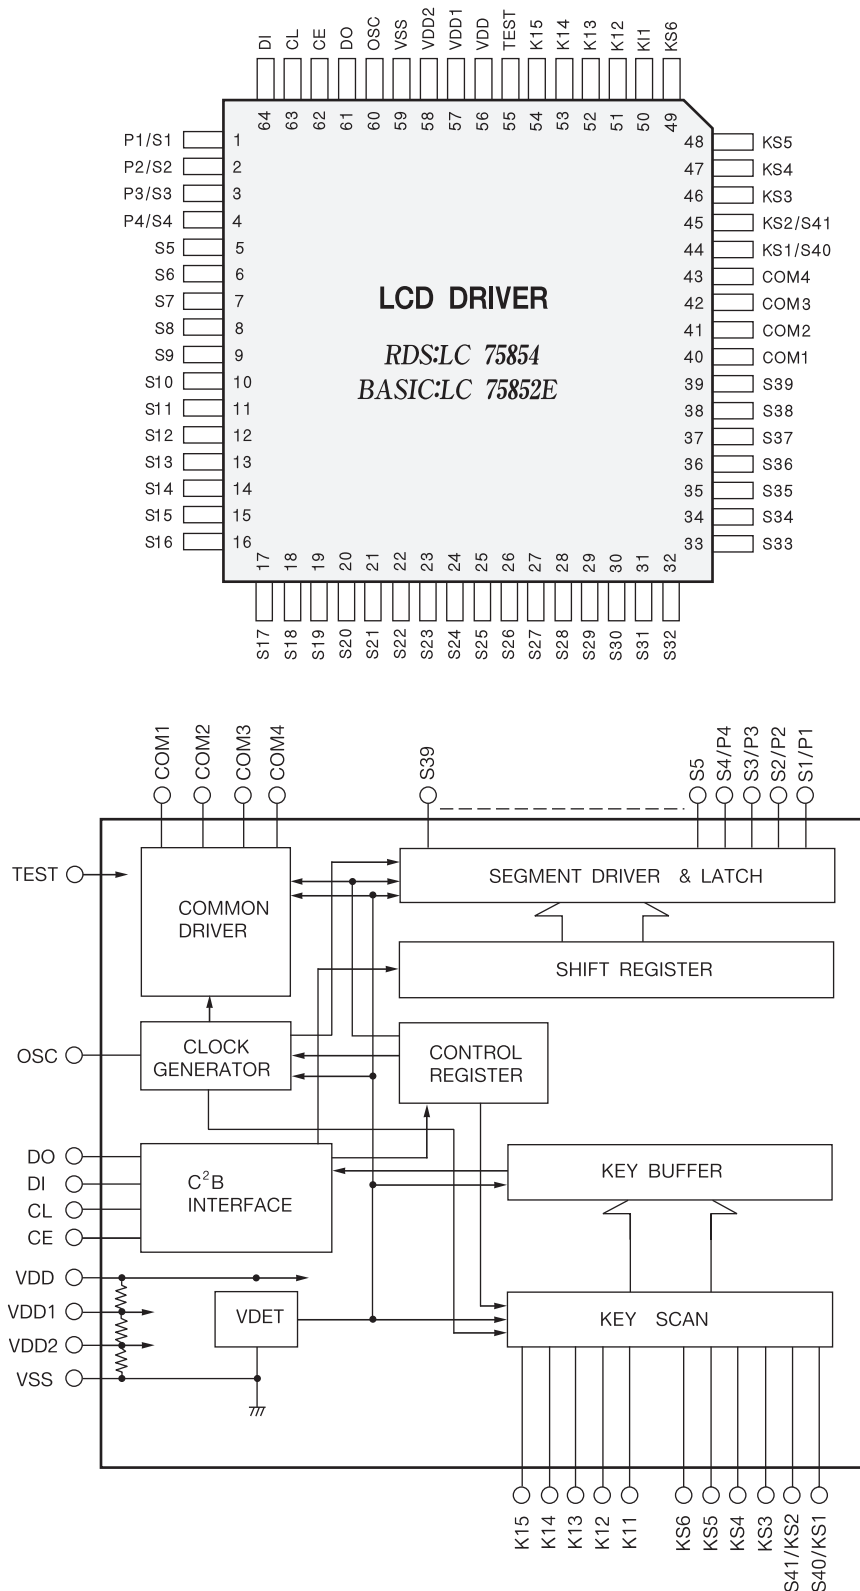 DI CL CE DO OSC VSS VDD2 VDD1 VDD TEST K15 K14 K13 K12 KI1 KS6
64 63 62 61 60 59 58 57 56 55 54 53 52 51 50 49
P1/S1 1 48 KS5
P2/S2 2 47 KS4
P3/S3 3 46 KS3
P4/S4 4 45 KS2/S41
S5 5 44 KS1/S40
S6 6 43 COM4
S7 7 42 COM3
S8 8 41 COM2
S9 9 40 COM1
S10 10 39 S39
S11 11 38 S38
S12 12 37 S37
S13 13 36 S36
S14 14 35 S35
S15 15 34 S34
S16 16 33 S33
LCD DRIVER
RDS:LC 75854
BASIC:LC 75852E
17 18 19 20 21 22 23 24 25 26 27 28 29 30 31 32
S17 S18 S19 S20 S21 S22 S23 S24 S25 S26 S27 S28 S29 S30 S31 S32
COM1 COM2 COM3 COM4 S39 S5 S4/P4 S3/P3 S2/P2 S1/P1
TEST
COMMON
DRIVER
SEGMENT DRIVER & LATCH
SHIFT REGISTER
OSC
CLOCK
GENERATOR
CONTROL
REGISTER
DO
DI
CL
CE
C²B
INTERFACE
KEY BUFFER
VDD
VDD1
VDD2
VSS
VDET
KEY SCAN
K15 K14 K13 K12 K11 KS6 KS5 KS4 KS3 S41/KS2 S40/KS1